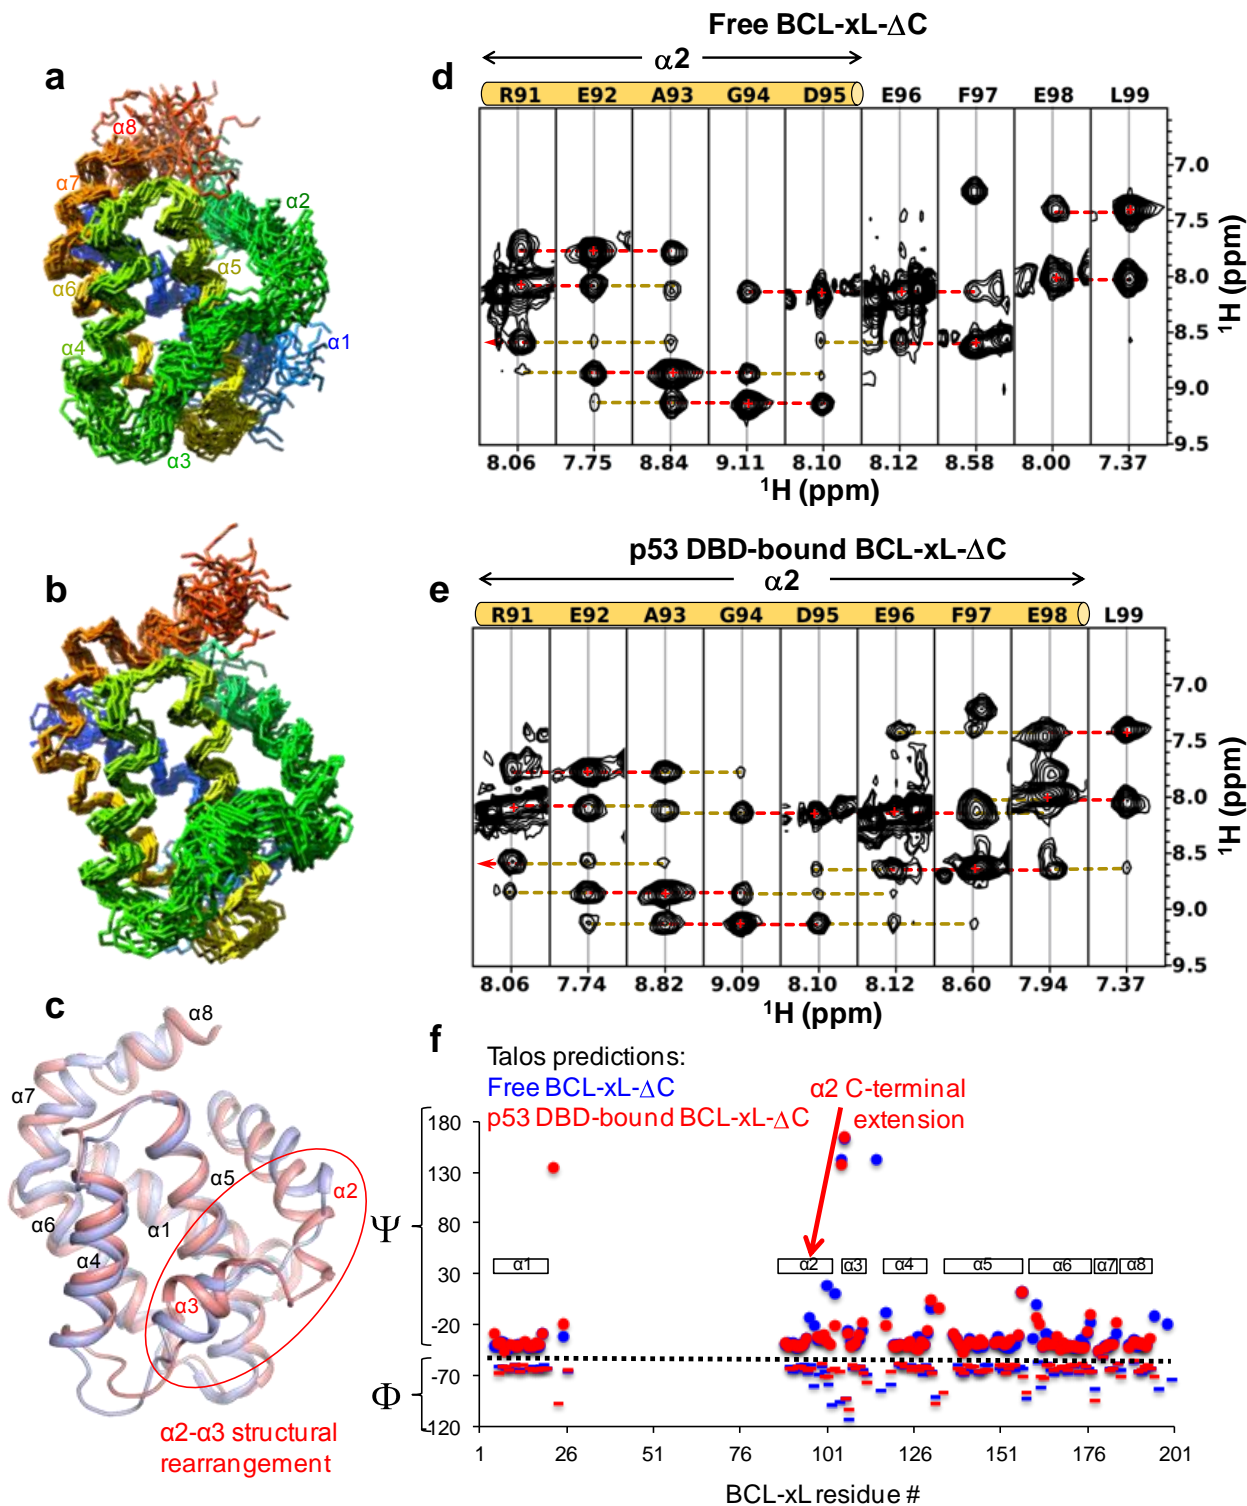 Free BCL-xL-ΔC
a
d
α2
R91 E92 A93 G94 D95 E96 F97 E98 L99
α8
α7
α2
α5
α6
α4
α1
α3
7.0
7.5
8.0
8.5
9.0
9.5
¹H (ppm)
8.06 7.75 8.84 9.11 8.10 8.12 8.58 8.00 7.37
¹H (ppm)
p53 DBD-bound BCL-xL-ΔC
b
e
α2
R91 E92 A93 G94 D95 E96 F97 E98 L99
7.0
7.5
8.0
8.5
9.0
9.5
¹H (ppm)
8.06 7.74 8.82 9.09 8.10 8.12 8.60 7.94 7.37
¹H (ppm)
c
α8
α7
α5
α2
α6
α1
α4
α3
α2-α3 structural
rearrangement
f
Talos predictions:
Free BCL-xL-ΔC
p53 DBD-bound BCL-xL-ΔC
α2 C-terminal
extension
180
130
80
30
-20
-70
-120
Ψ
Φ
α1 α2 α3 α4 α5 α6 α7 α8
1 26 51 76 101 126 151 176 201
BCL-xL residue #